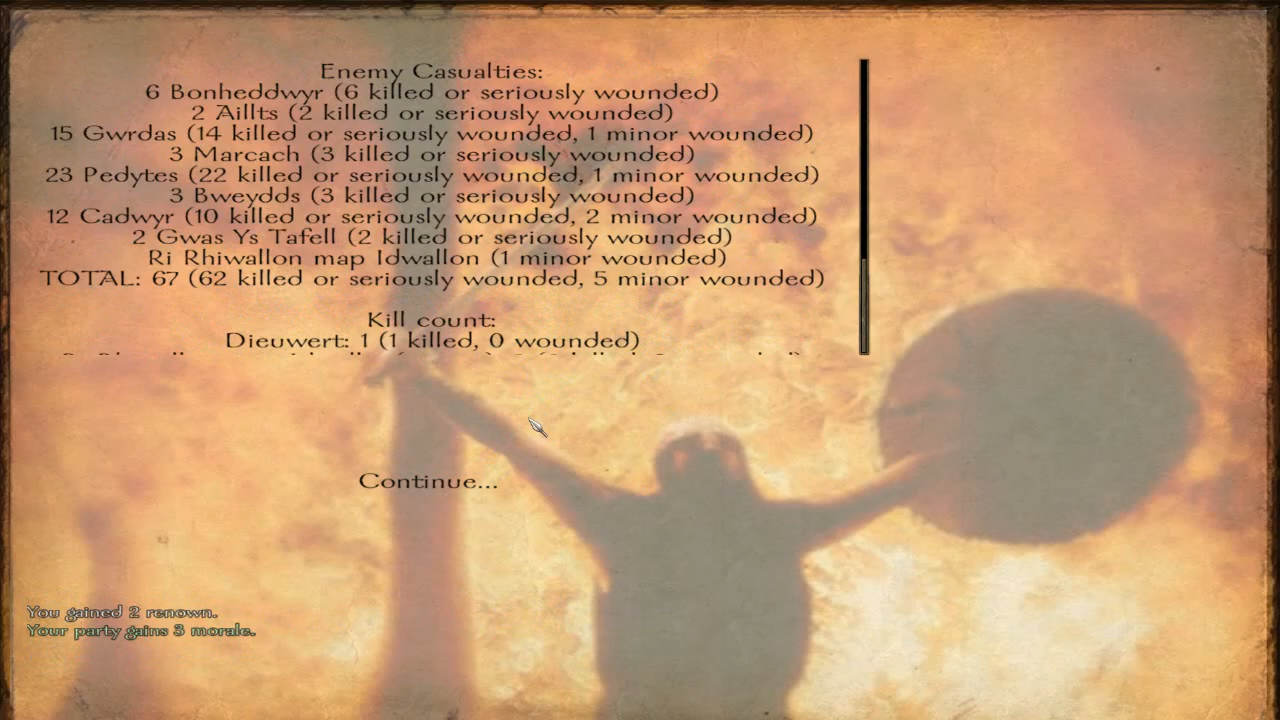 Enemy Casualties:
6 Bonheddwyr (6 killed or seriously wounded)
2 Aillts (2 killed or seriously wounded)
15 Gwrdas (14 killed or seriously wounded, 1 minor wounded)
3 Marcach (3 killed or seriously wounded)
23 Pedytes (22 killed or seriously wounded, 1 minor wounded)
3 Bweydds (3 killed or seriously wounded)
12 Cadwyr (10 killed or seriously wounded, 2 minor wounded)
2 Gwas Ys Tafell (2 killed or seriously wounded)
Ri Rhiwallon map Idwallon (1 minor wounded)
TOTAL: 67 (62 killed or seriously wounded, 5 minor wounded)
Kill count:
Dieuwert: 1 (1 killed, 0 wounded)
Continue...
You gained 2 renown.
Your party gains 3 morale.